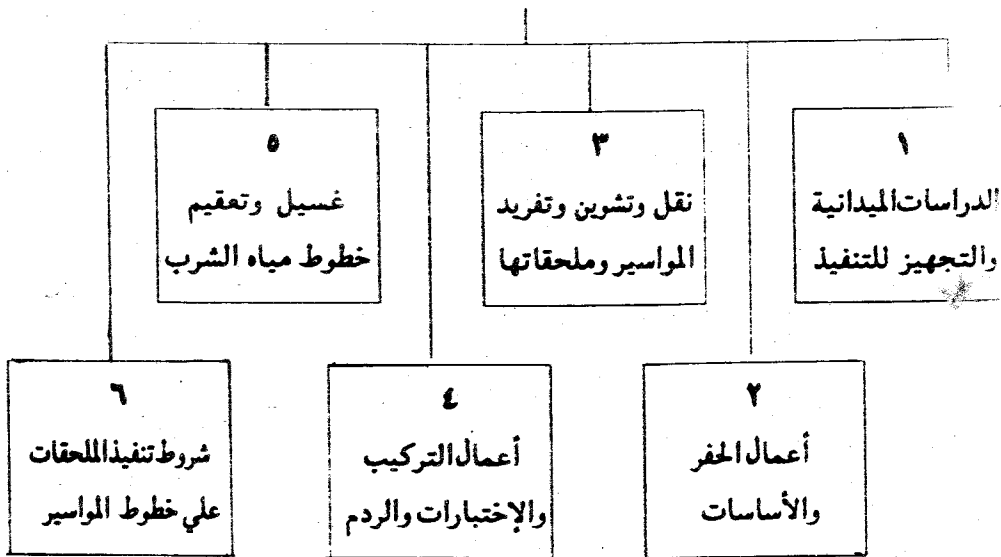 ١
الدراسات الميدانية
والتجهيز للتنفيذ
٢
أعمال الحفر
والأساسات
٣
نقل وتشوين وتفريد
المواسير وملحقاتها
٤
أعمال التركيب
والإختبارات والردم
٥
غسيل وتعقيم
خطوط مياه الشرب
٦
شروط تنفيذ الملحقات
علي خطوط المواسير